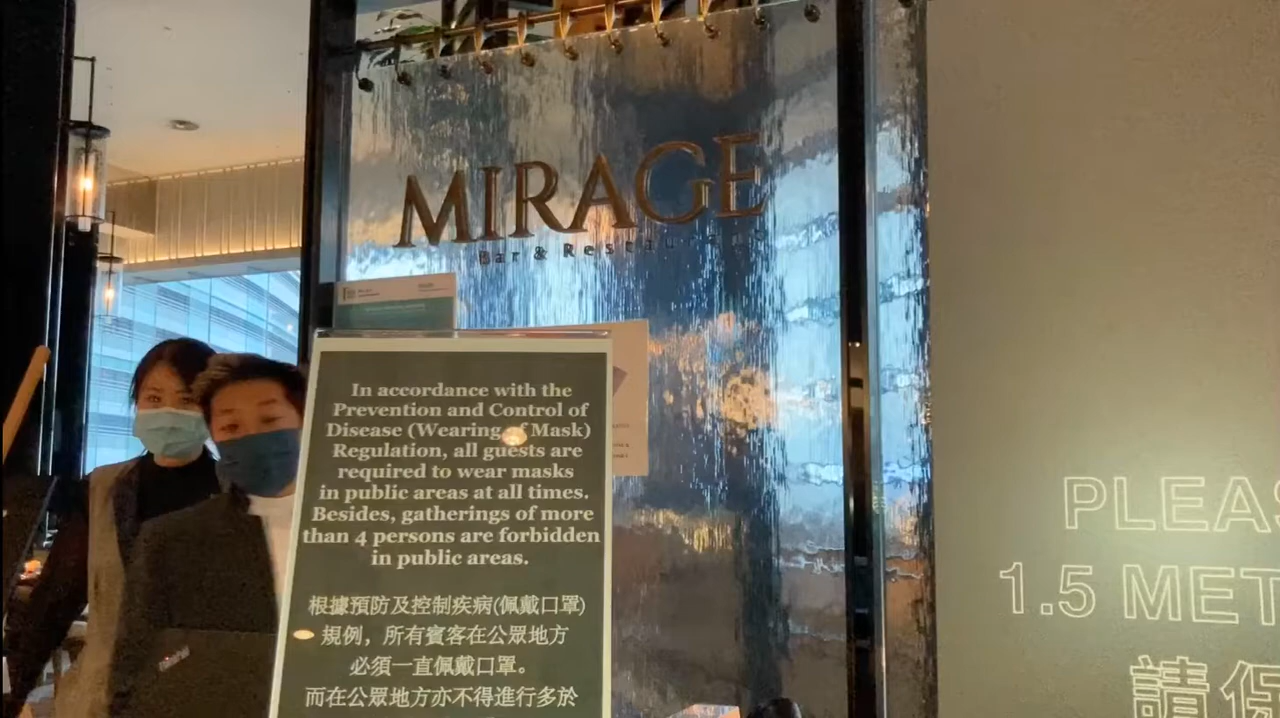 MIRAGE
Bar & Restaurant
In accordance with the
Prevention and Control of
Disease (Wearing of Mask)
Regulation, all guests are
required to wear masks
in public areas at all times.
Besides, gatherings of more
than 4 persons are forbidden
in public areas.
根據預防及控制疾病(佩戴口罩)
規例，所有賓客在公眾地方
必須一直佩戴口罩。
而在公眾地方亦不得進行多於
PLEAS
1.5 MET
請保